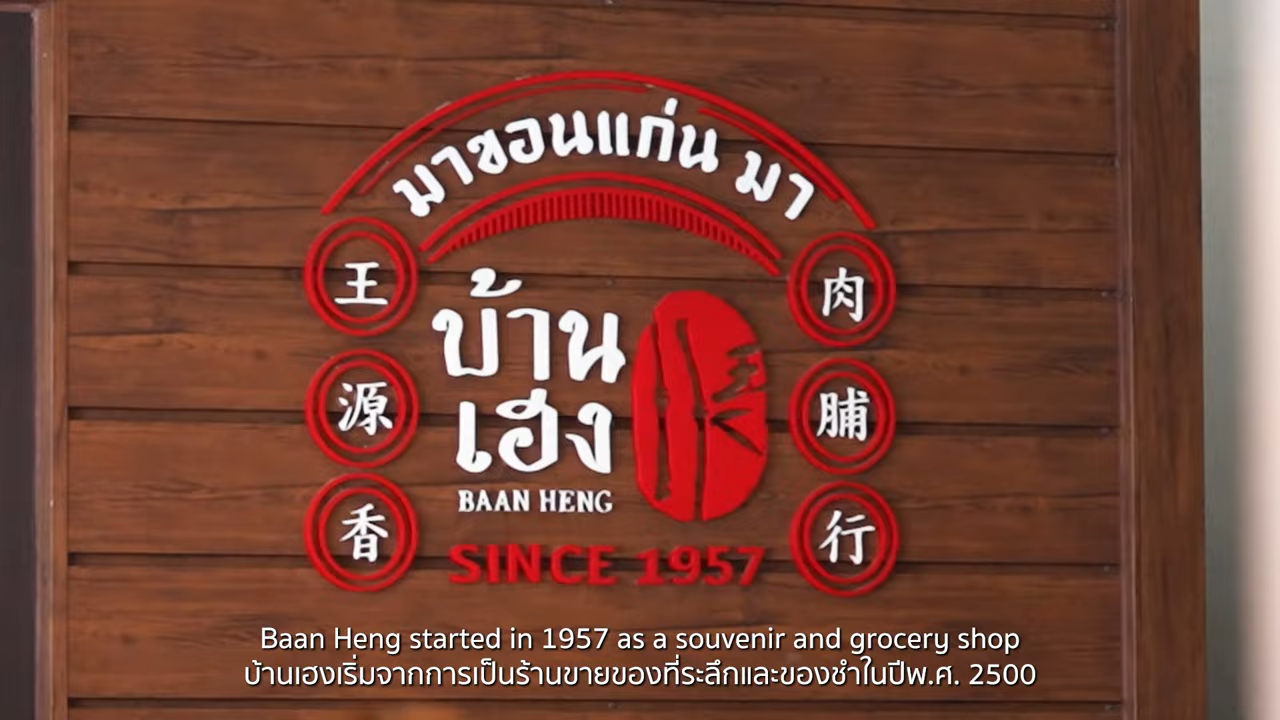 มาขอนแก่น มา
王源香
บ้าน
เฮง
BAAN HENG
肉脯行
SINCE 1957
Baan Heng started in 1957 as a souvenir and grocery shop
บ้านเฮงเริ่มจากการเป็นร้านขายของที่ระลึกและของชำในปีพ.ศ. 2500